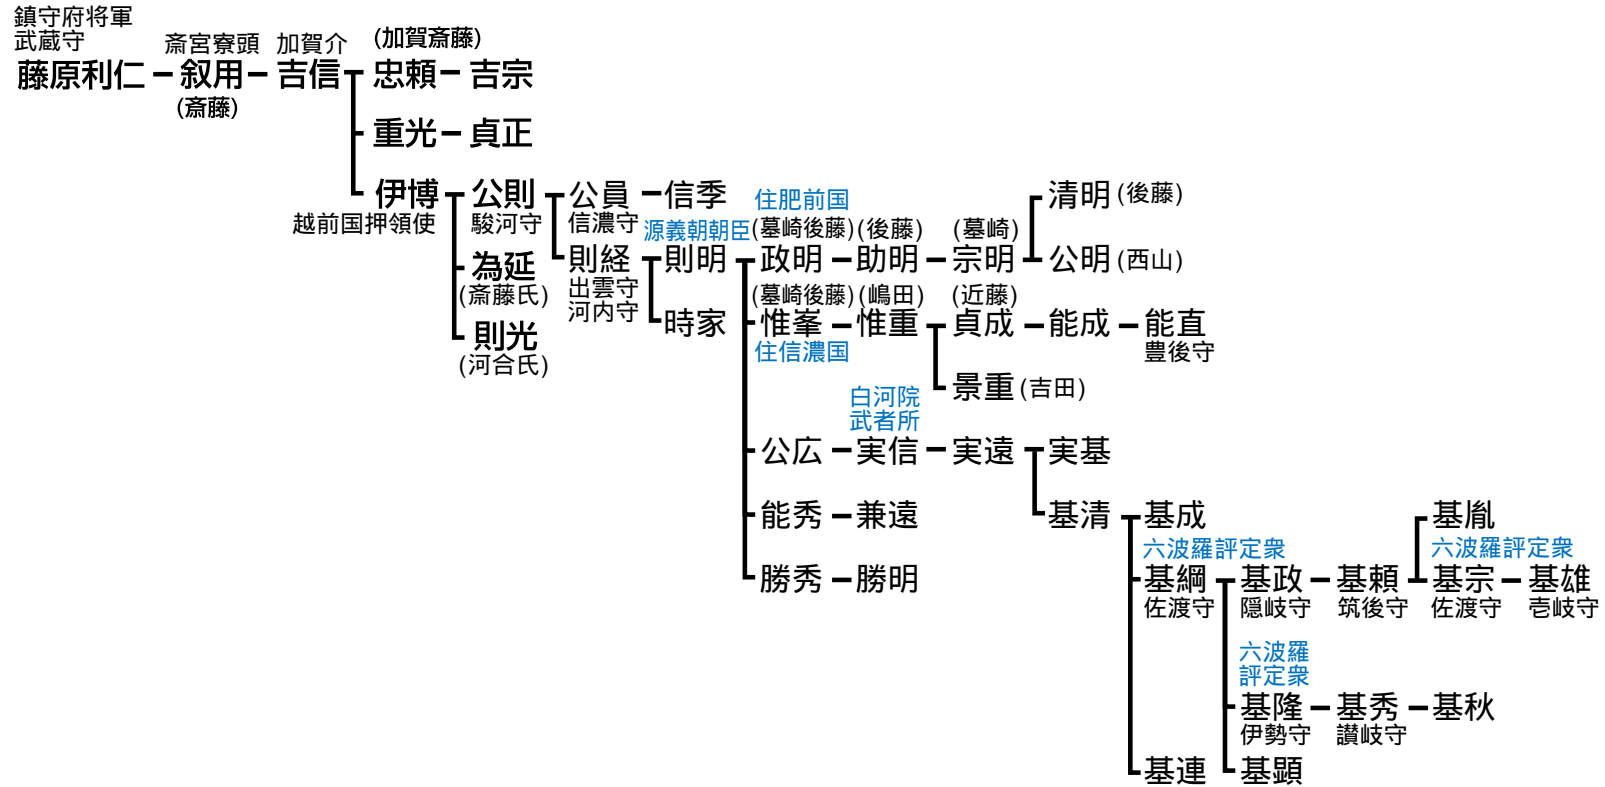 鎮守府将軍
武蔵守
斎宮寮頭
加賀介
(加賀斎藤)
藤原利仁
叙用
吉信
忠頼
吉宗
(斎藤)
重光
貞正
伊博
公則
公員
信季
住肥前国
清明
(後藤)
越前国押領使
駿河守
信濃守
源義朝朝臣
(墓崎後藤)
(後藤)
(墓崎)
為延
則経
則明
政明
助明
宗明
公明
(西山)
(斎藤氏)
出雲守
河内守
(墓崎後藤)
(嶋田)
(近藤)
則光
時家
惟峯
惟重
貞成
能成
能直
(河合氏)
住信濃国
豊後守
景重
(吉田)
白河院
武者所
公広
実信
実遠
実基
能秀
兼遠
基清
基成
基胤
六波羅評定衆
六波羅評定衆
勝秀
勝明
基綱
基政
基頼
基宗
基雄
佐渡守
隠岐守
筑後守
佐渡守
壱岐守
六波羅
評定衆
基隆
基秀
基秋
伊勢守
讃岐守
基連
基顕